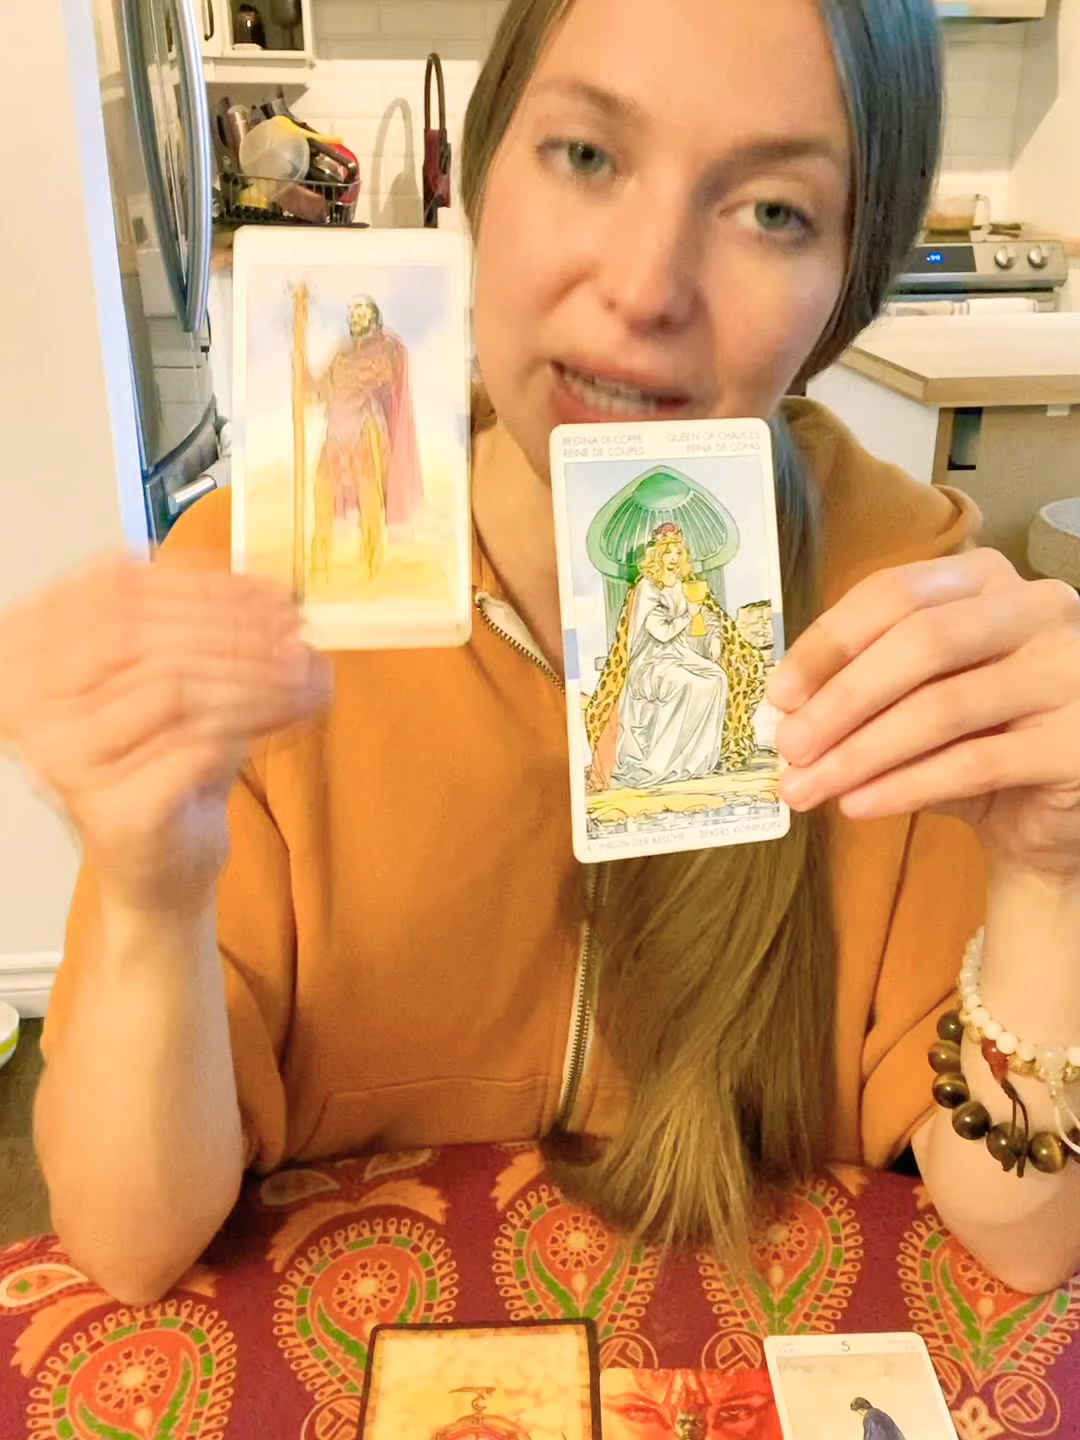 REGINA DI COPPE QUEEN OF CHALICES
REINE DE COUPES REINA DE COPAS
KÖNIGIN DER KELCHE BEKERS KONINGIN
5